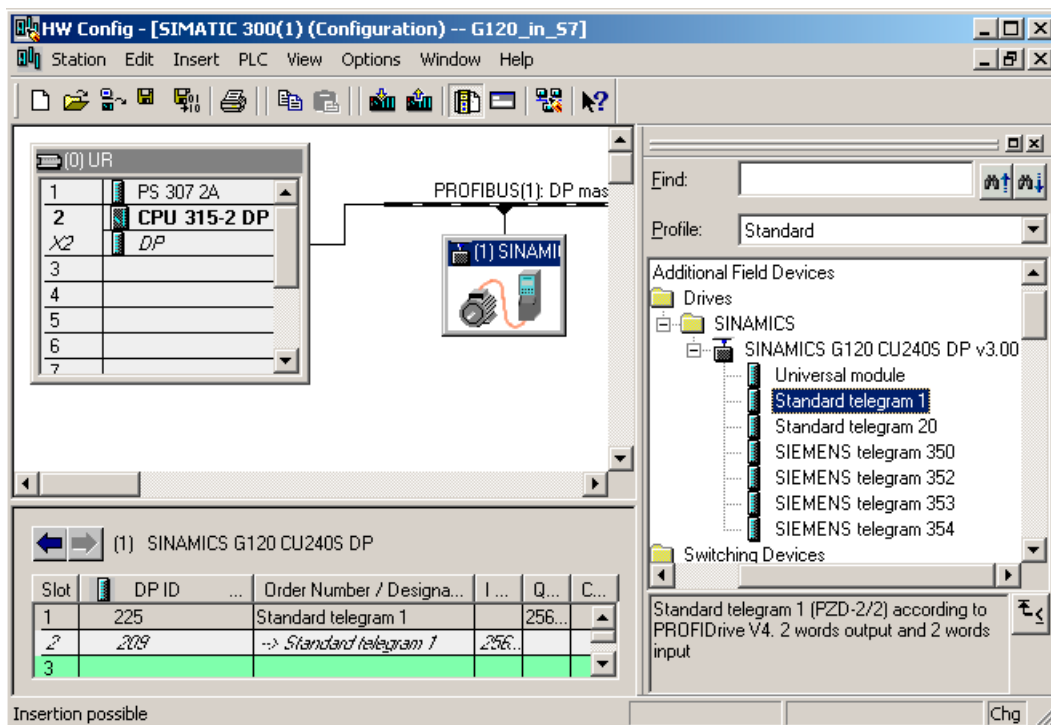 HW Config - [SIMATIC 300(1) (Configuration) -- G120_in_S7]
Station Edit Insert PLC View Options Window Help
(0) UR
1 PS 307 2A
2 CPU 315-2 DP
X2 DP
3
4
5
6
7
PROFIBUS(1): DP mas
(1) SINAMI
Find:
Profile: Standard
Additional Field Devices
Drives
SINAMICS
SINAMICS G120 CU240S DP v3.00
Universal module
Standard telegram 1
Standard telegram 20
SIEMENS telegram 350
SIEMENS telegram 352
SIEMENS telegram 353
SIEMENS telegram 354
Switching Devices
(1) SINAMICS G120 CU240S DP
Slot DP ID ... Order Number / Designa... I ... Q... C...
1 225 Standard telegram 1 256...
2 209 --> Standard telegram 1 256...
3
Standard telegram 1 (PZD-2/2) according to
PROFIDrive V4. 2 words output and 2 words
input
Insertion possible
Chg